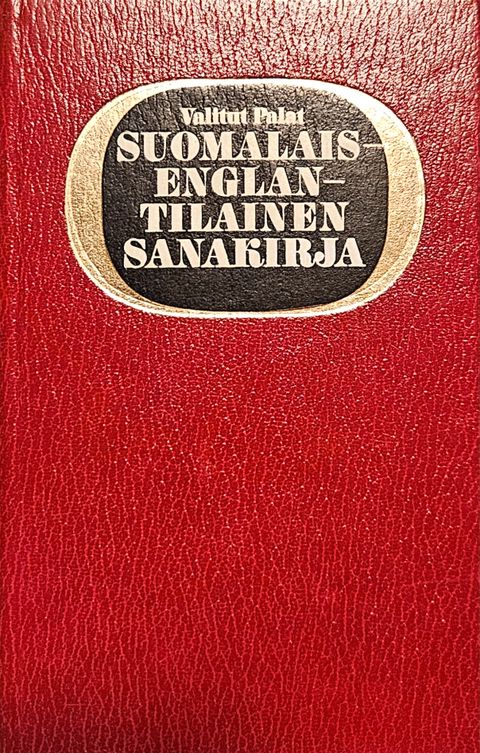 Valitut Palat
SUOMALAIS-
ENGLAN-
TILAINEN
SANAKIRJA